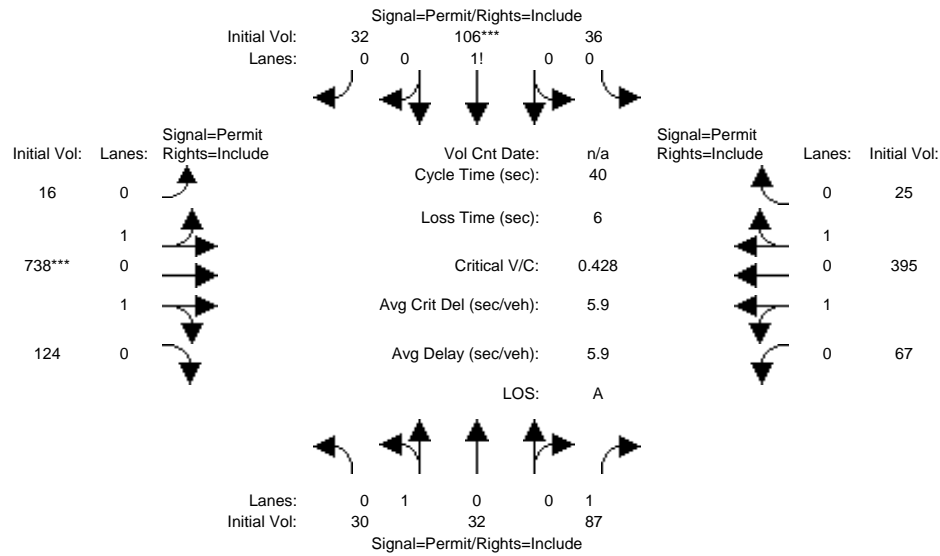 Signal=Permit/Rights=Include
Initial Vol: 32 106*** 36
Lanes: 0 0 1! 0 0
Signal=Permit
Initial Vol: Lanes: Rights=Include
Vol Cnt Date: n/a
Signal=Permit
Rights=Include Lanes: Initial Vol:
Cycle Time (sec): 40
16 0
0 25
Loss Time (sec): 6
1
1
738*** 0
Critical V/C: 0.428
0 395
1
Avg Crit Del (sec/veh): 5.9
1
124 0
Avg Delay (sec/veh): 5.9
0 67
LOS: A
Lanes: 0 1 0 0 1
Initial Vol: 30 32 87
Signal=Permit/Rights=Include